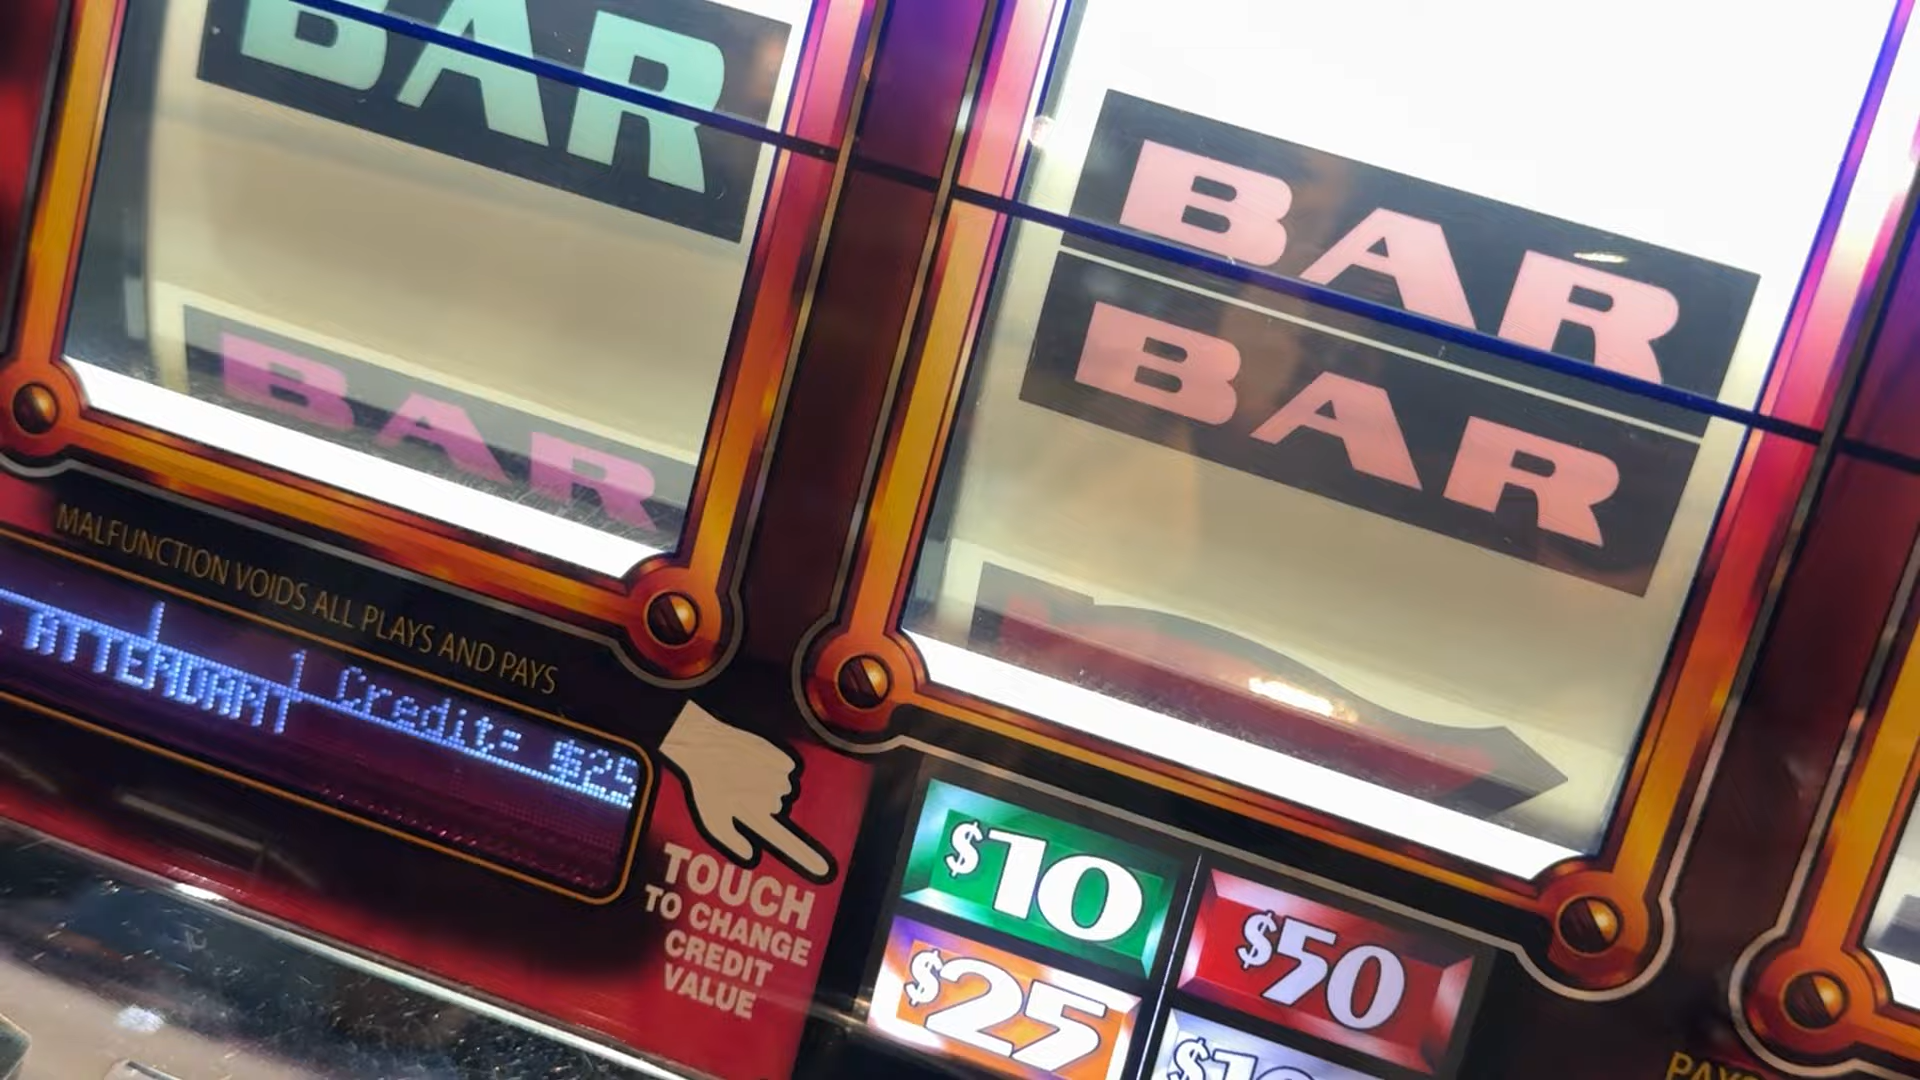 BAR
BAR
BAR
BAR
MALFUNCTION VOIDS ALL PLAYS AND PAYS
ATTENDANT
1 Credit= $25
TOUCH
TO CHANGE
CREDIT
VALUE
$10
$50
$25